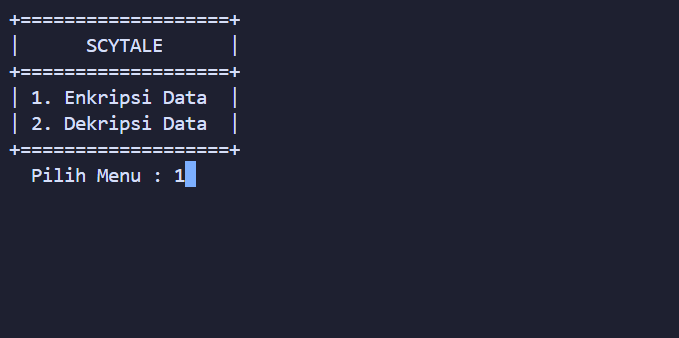 +===================+
|      SCYTALE      |
+===================+
| 1. Enkripsi Data  |
| 2. Dekripsi Data  |
+===================+
  Pilih Menu : 1